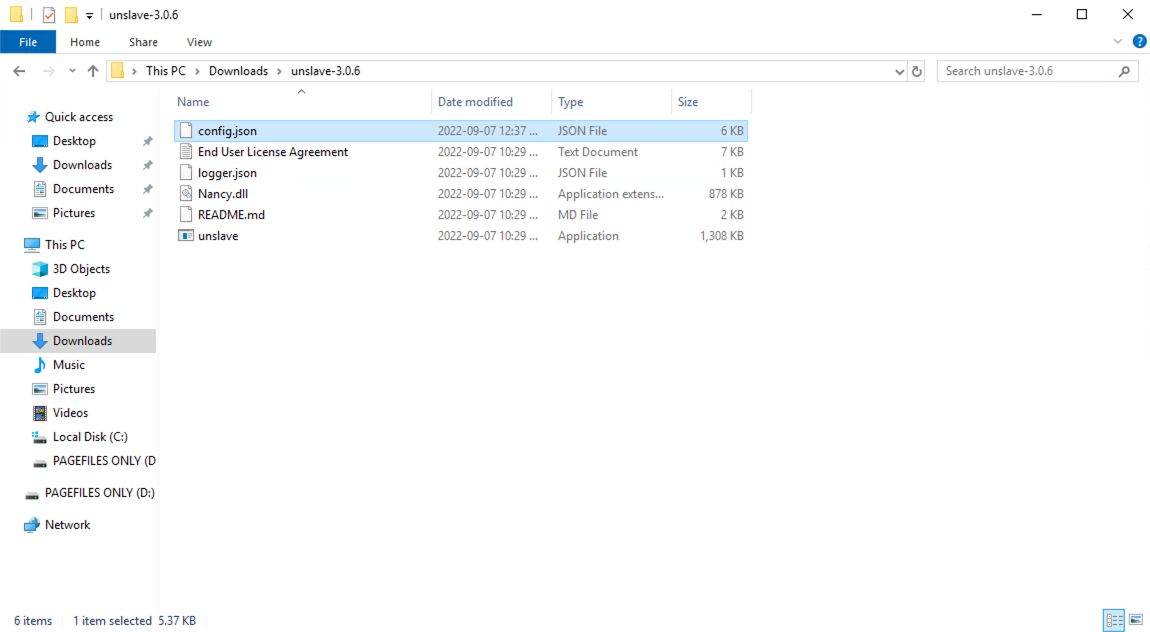 unslave-3.0.6
File Home Share View
This PC Downloads unslave-3.0.6 Search unslave-3.0.6
Name Date modified Type Size
config.json 2022-09-07 12:37 ... JSON File 6 KB
End User License Agreement 2022-09-07 10:29 ... Text Document 7 KB
logger.json 2022-09-07 10:29 ... JSON File 1 KB
Nancy.dll 2022-09-07 10:29 ... Application extens... 878 KB
README.md 2022-09-07 10:29 ... MD File 2 KB
unslave 2022-09-07 10:29 ... Application 1,308 KB
Quick access
Desktop
Downloads
Documents
Pictures
This PC
3D Objects
Desktop
Documents
Downloads
Music
Pictures
Videos
Local Disk (C:)
PAGEFILES ONLY (D
PAGEFILES ONLY (D:)
Network
6 items 1 item selected 5.37 KB